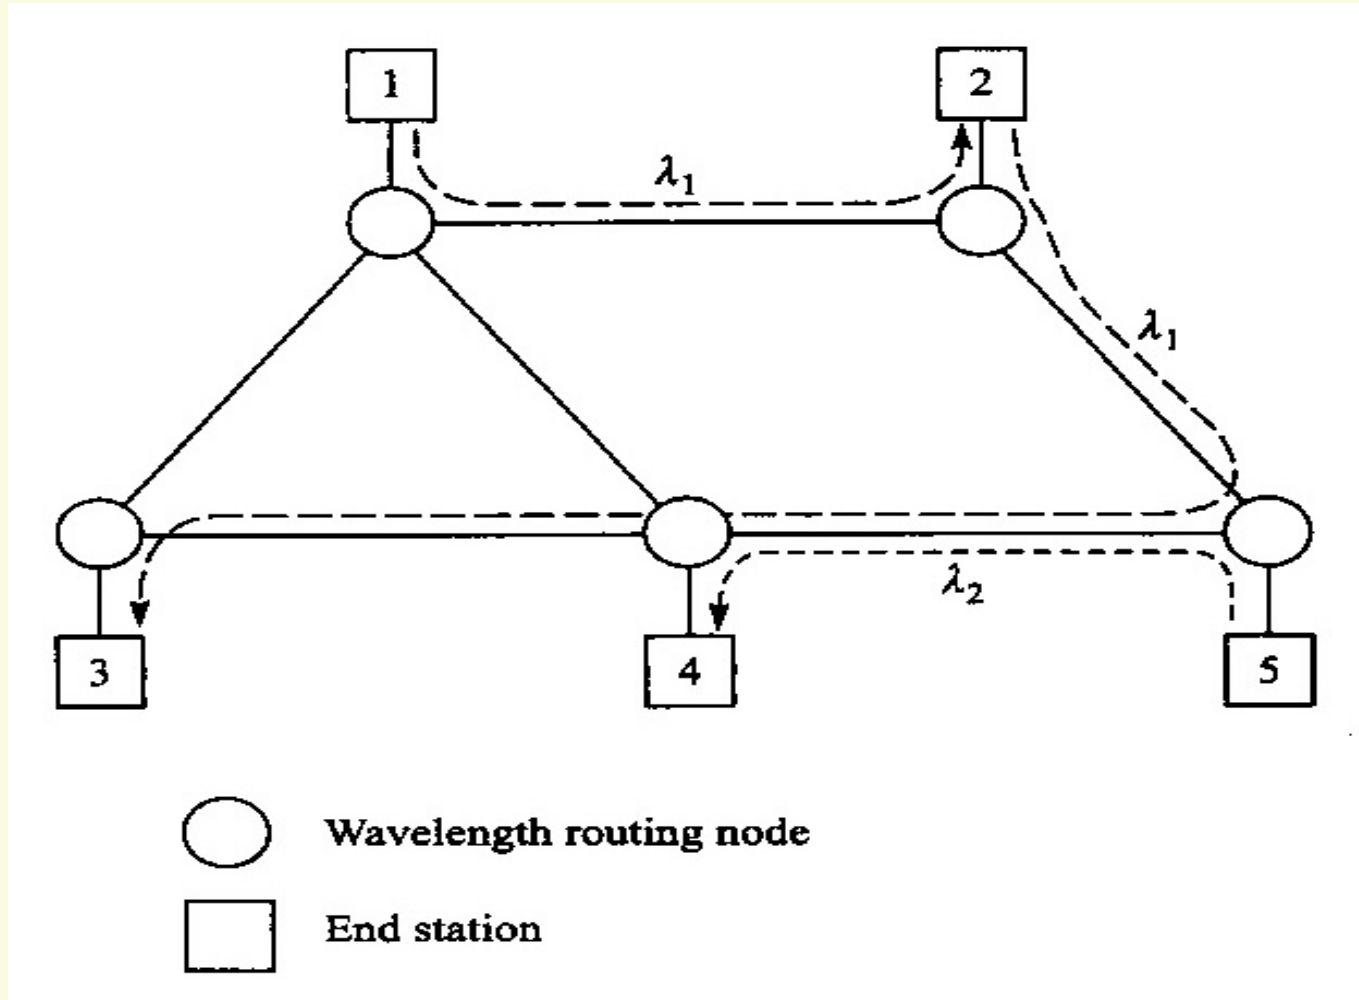 1
2
λ1
λ1
λ2
3
4
5
Wavelength routing node
End station